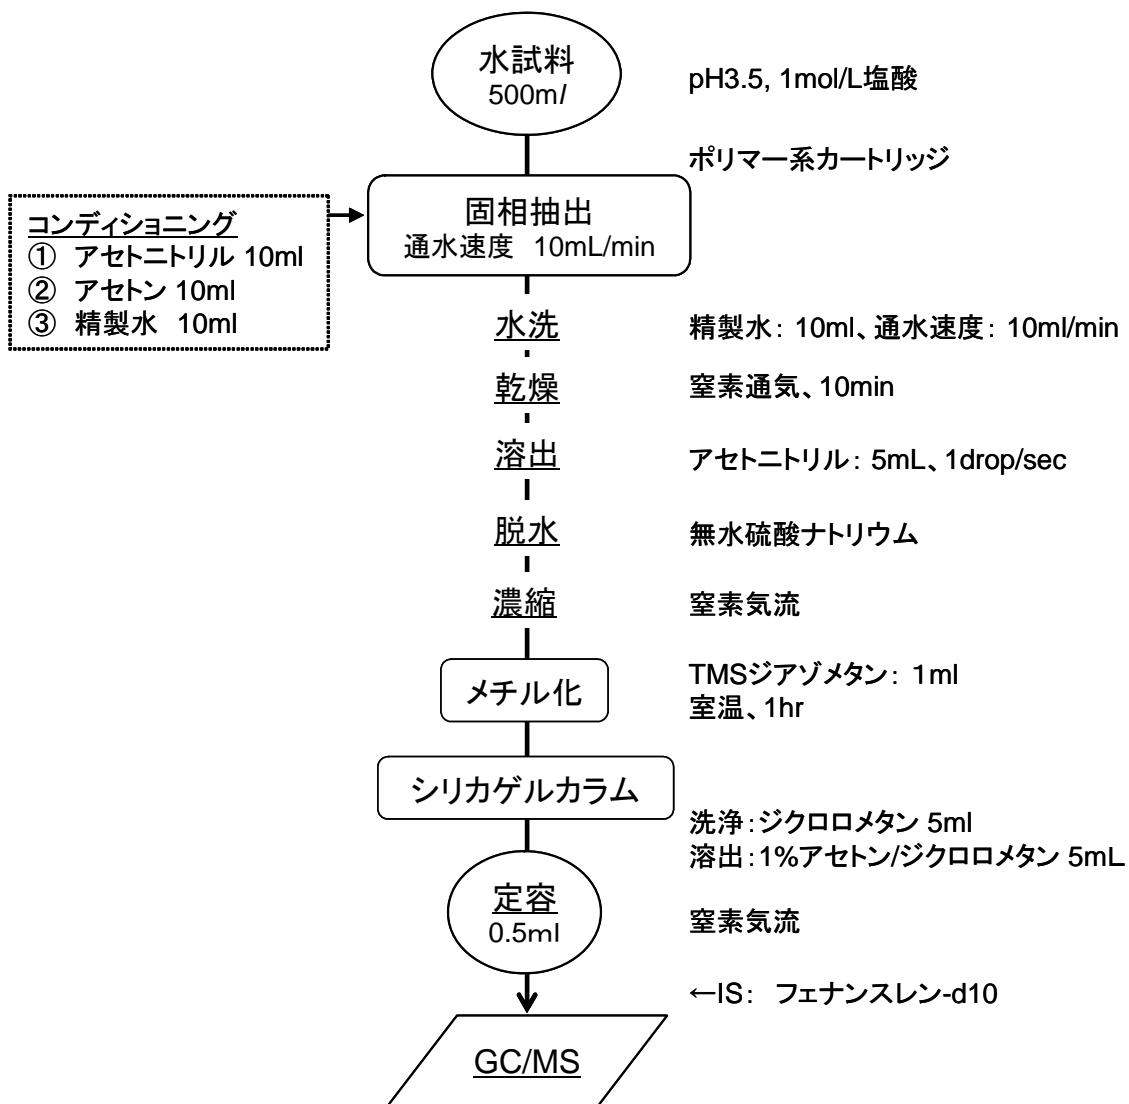 水試料
500ml
pH3.5, 1mol/L塩酸
ポリマー系カートリッジ
コンディショニング
① アセトニトリル 10ml
② アセトン 10ml
③ 精製水 10ml
固相抽出
通水速度 10mL/min
水洗
精製水: 10ml、通水速度: 10ml/min
乾燥
窒素通気、10min
溶出
アセトニトリル: 5mL、1drop/sec
脱水
無水硫酸ナトリウム
濃縮
窒素気流
メチル化
TMSジアゾメタン: 1ml
室温、1hr
シリカゲルカラム
洗浄:ジクロロメタン 5ml
溶出:1%アセトン/ジクロロメタン 5mL
定容
0.5ml
窒素気流
←IS: フェナンスレン-d10
GC/MS